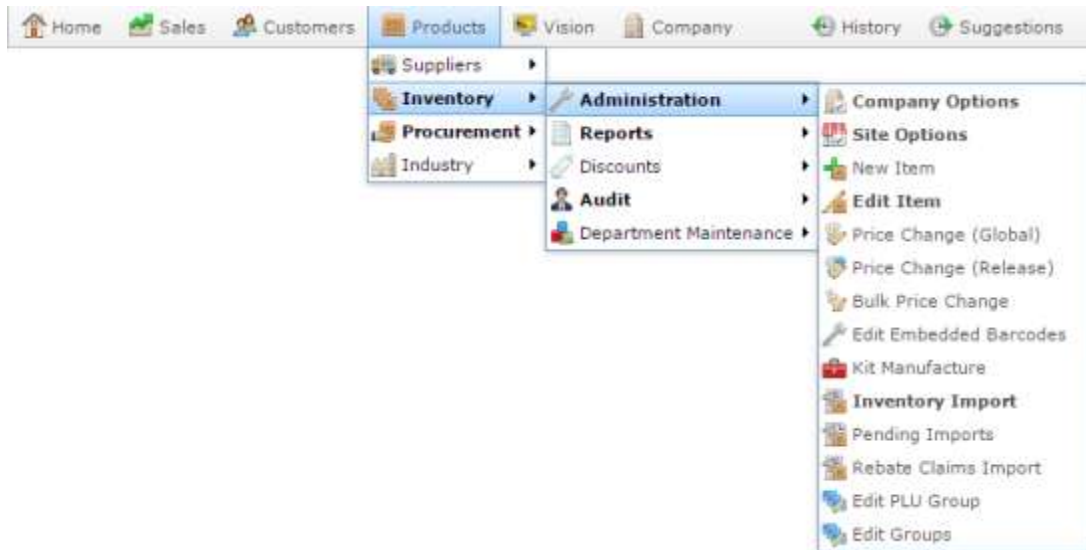 Home Sales Customers Products Vision Company History Suggestions
Suppliers
Inventory
Procurement
Industry
Administration
Reports
Discounts
Audit
Department Maintenance
Company Options
Site Options
New Item
Edit Item
Price Change (Global)
Price Change (Release)
Bulk Price Change
Edit Embedded Barcodes
Kit Manufacture
Inventory Import
Pending Imports
Rebate Claims Import
Edit PLU Group
Edit Groups